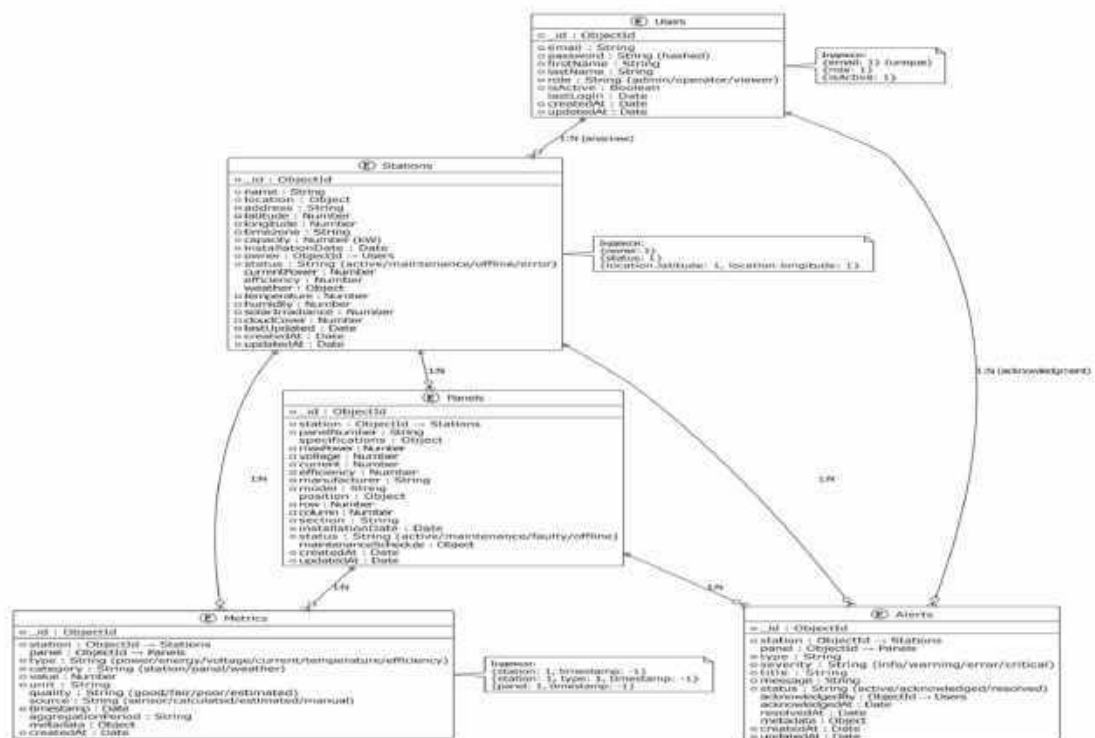 E Users
_id : ObjectId
email : String
password : String (hashed)
firstName : String
lastName : String
role : String (admin/operator/viewer)
isActive : Boolean
lastLogin : Date
createdAt : Date
updatedAt : Date
Індекси:
{email: 1} (unique)
{role: 1}
{isActive: 1}
1:N
E Stations
_id : ObjectId
name : String
location : Object
address : String
latitude : Number
longitude : Number
timezone : String
capacity : Number (kW)
installationDate : Date
owner : ObjectId → Users
status : String (active/maintenance/offline/error)
currentPower : Number
efficiency : Number
weather : Object
temperature : Number
humidity : Number
solarIrradiance : Number
cloudCover : Number
lastUpdated : Date
createdAt : Date
updatedAt : Date
Індекси:
{owner: 1}
{status: 1}
{location.latitude: 1, location.longitude: 1}
1:N (acknowledgment)
1:N
E Panels
_id : ObjectId
station : ObjectId → Stations
panelNumber : String
specifications : Object
maxPower : Number
voltage : Number
current : Number
efficiency : Number
manufacturer : String
model : String
position : Object
row : Number
column : Number
section : String
installationDate : Date
status : String (active/maintenance/faulty/offline)
maintenanceSchedule : Object
createdAt : Date
updatedAt : Date
1:N
1:N
1:N
1:N
E Metrics
_id : ObjectId
station : ObjectId → Stations
panel : ObjectId → Panels
type : String (power/energy/voltage/current/temperature/efficiency)
category : String (station/panel/weather)
value : Number
unit : String
quality : String (good/fair/poor/estimated)
source : String (sensor/calculated/estimated/manual)
timestamp : Date
aggregationPeriod : String
metadata : Object
createdAt : Date
Індекси:
{station: 1, timestamp: -1}
{station: 1, type: 1, timestamp: -1}
{panel: 1, timestamp: -1}
E Alerts
_id : ObjectId
station : ObjectId → Stations
panel : ObjectId → Panels
type : String
severity : String (info/warning/error/critical)
title : String
message : String
status : String (active/acknowledged/resolved)
acknowledgedBy : ObjectId → Users
acknowledgedAt : Date
resolvedAt : Date
metadata : Object
createdAt : Date
updatedAt : Date